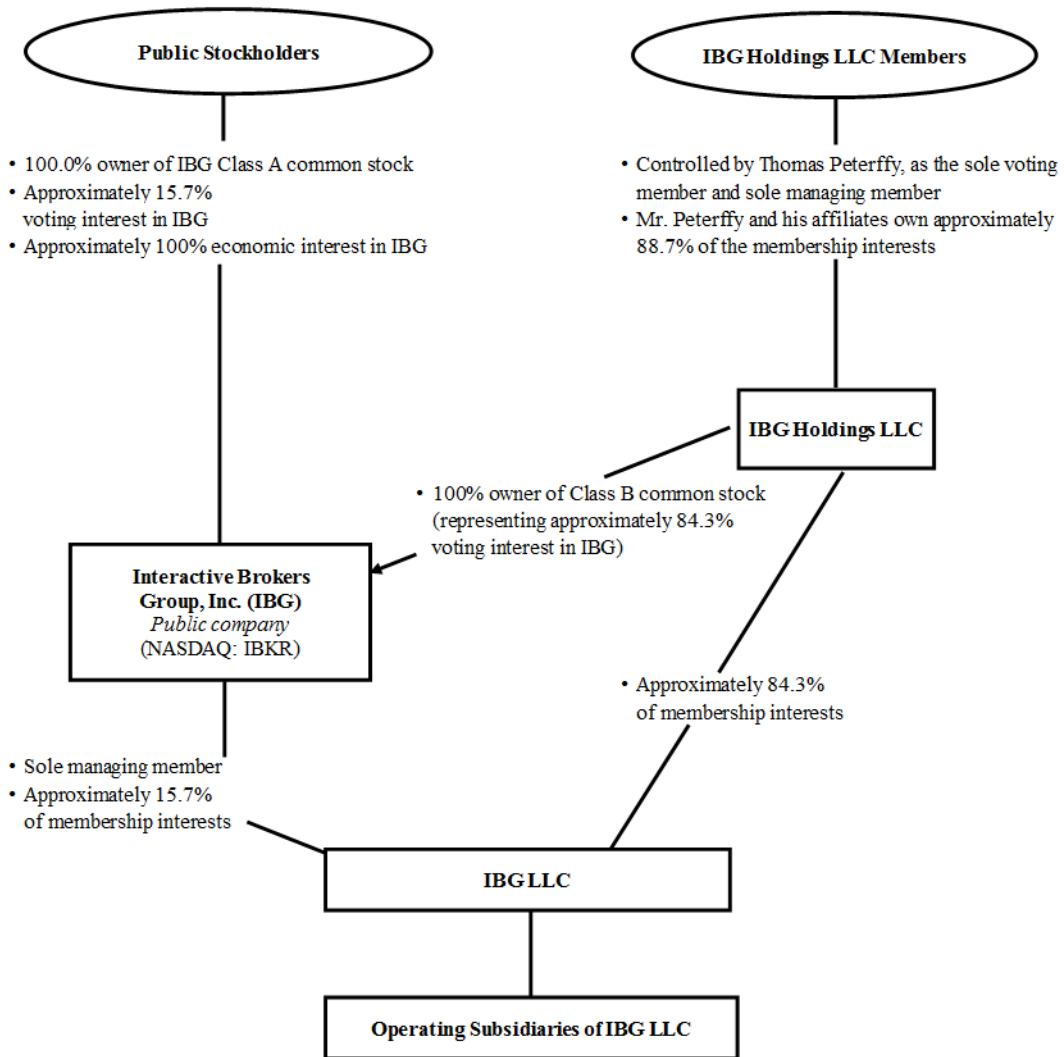 Public Stockholders
IBG Holdings LLC Members
• 100.0% owner of IBG Class A common stock
• Approximately 15.7%
voting interest in IBG
• Approximately 100% economic interest in IBG
• Controlled by Thomas Peterffy, as the sole voting
member and sole managing member
• Mr. Peterffy and his affiliates own approximately
88.7% of the membership interests
IBG Holdings LLC
• 100% owner of Class B common stock
(representing approximately 84.3%
voting interest in IBG)
Interactive Brokers
Group, Inc. (IBG)
Public company
(NASDAQ: IBKR)
• Approximately 84.3%
of membership interests
• Sole managing member
• Approximately 15.7%
of membership interests
IBG LLC
Operating Subsidiaries of IBG LLC